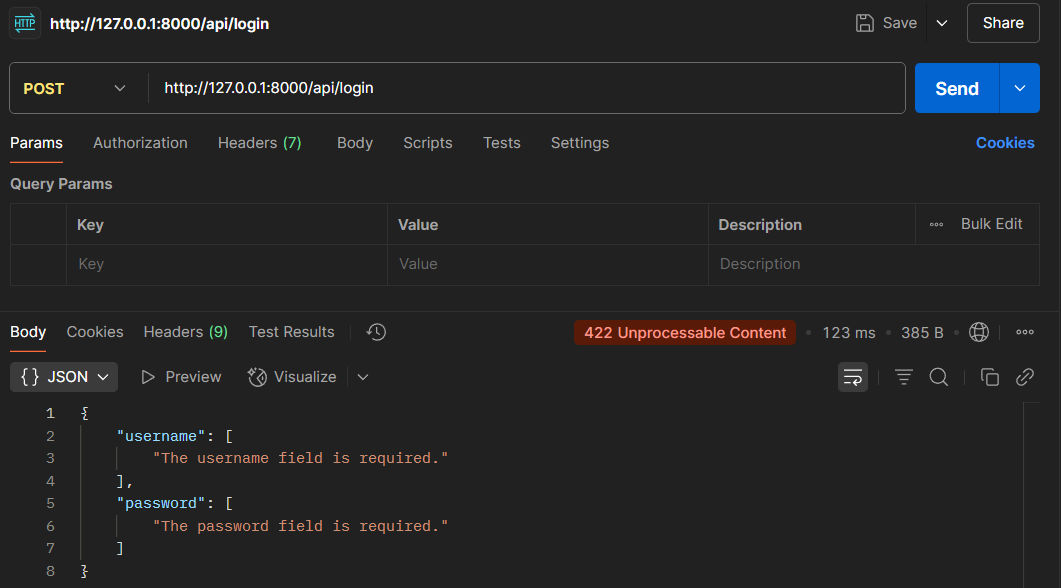 HTTP http://127.0.0.1:8000/api/login Save Share
POST http://127.0.0.1:8000/api/login Send
Params Authorization Headers (7) Body Scripts Tests Settings Cookies
Query Params
Key Value Description Bulk Edit
Key Value Description
Body Cookies Headers (9) Test Results 422 Unprocessable Content 123 ms 385 B
{} JSON Preview Visualize
1 {
2 "username": [
3 "The username field is required."
4 ],
5 "password": [
6 "The password field is required."
7 ]
8 }